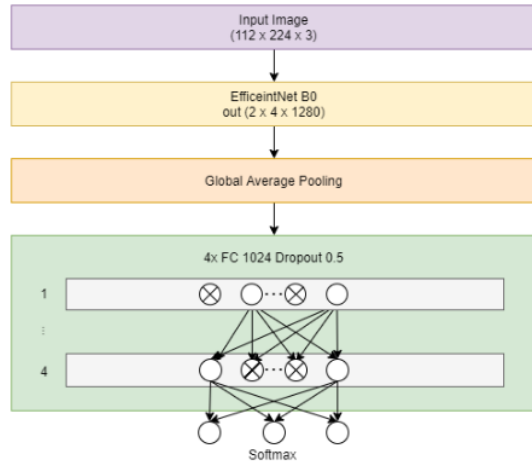 Input Image
(112 x 224 x 3)
EfficeintNet B0
out (2 x 4 x 1280)
Global Average Pooling
4x FC 1024 Dropout 0.5
1
...
...
⋮
4
...
Softmax